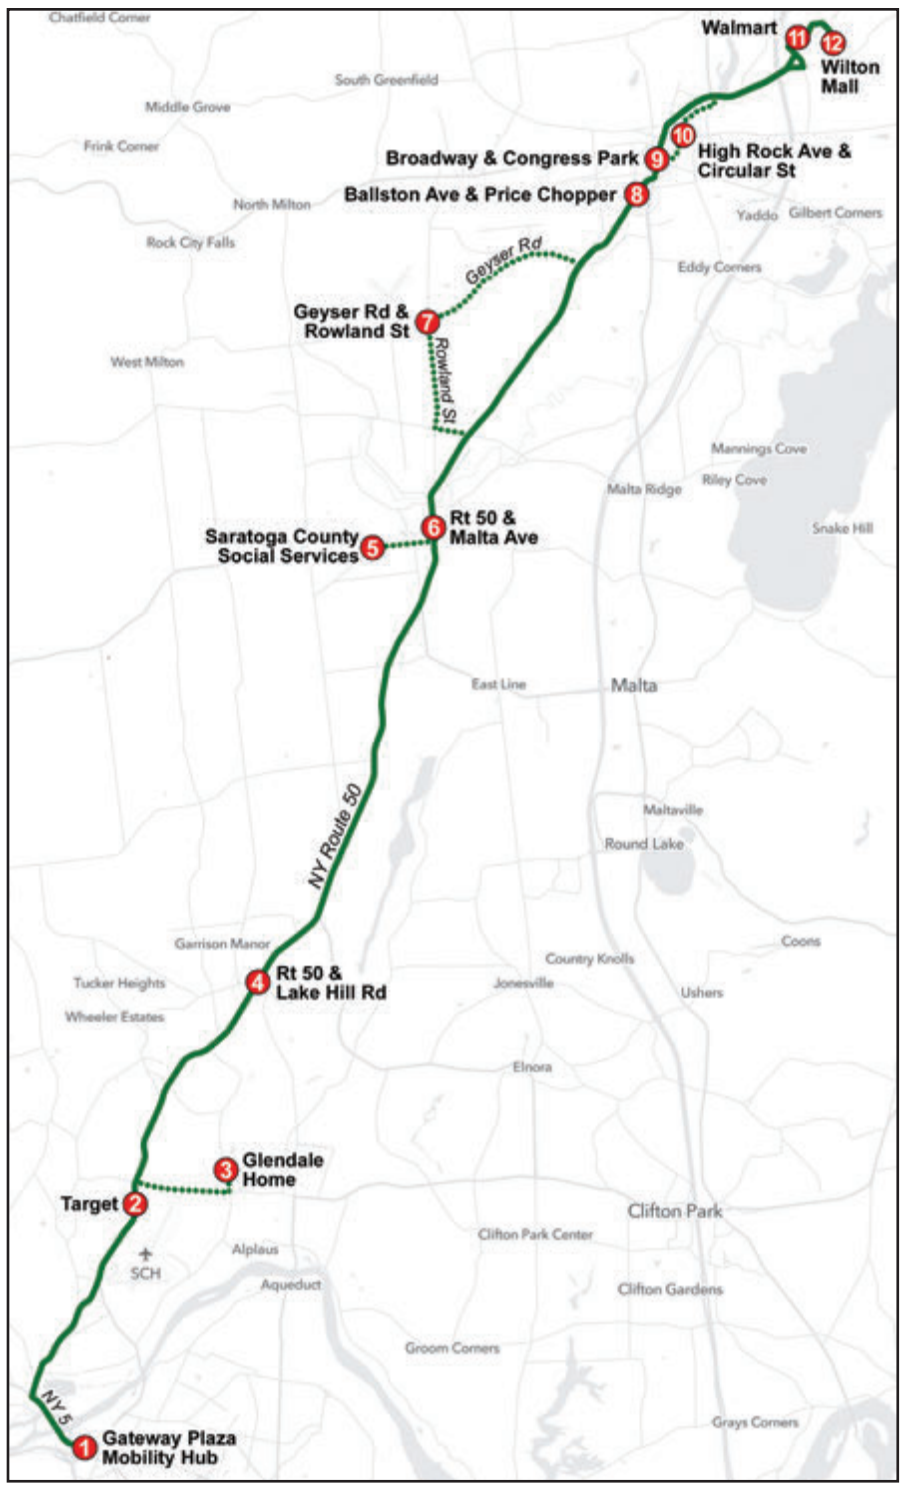 Chatfield Corner
Walmart
11
12
Wilton
Mall
South Greenfield
Middle Grove
Frink Corner
10
High Rock Ave &
Circular St
Broadway & Congress Park
9
Ballston Ave & Price Chopper
8
North Milton
Yaddo
Gilbert Corners
Rock City Falls
Geyser Rd
Eddy Corners
Geyser Rd &
Rowland St
7
Rowland St
West Milton
Mannings Cove
Riley Cove
Malta Ridge
Snake Hill
Saratoga County
Social Services
5
6
Rt 50 &
Malta Ave
East Line
Malta
NY Route 50
Maltaville
Round Lake
Garrison Manor
Coons
Country Knolls
Tucker Heights
4
Rt 50 &
Lake Hill Rd
Jonesville
Ushers
Wheeler Estates
Elnora
3
Glendale
Home
Target
2
Clifton Park
Clifton Park Center
Alplaus
SCH
Aqueduct
Clifton Gardens
Groom Corners
NY 5
Grays Corners
1
Gateway Plaza
Mobility Hub